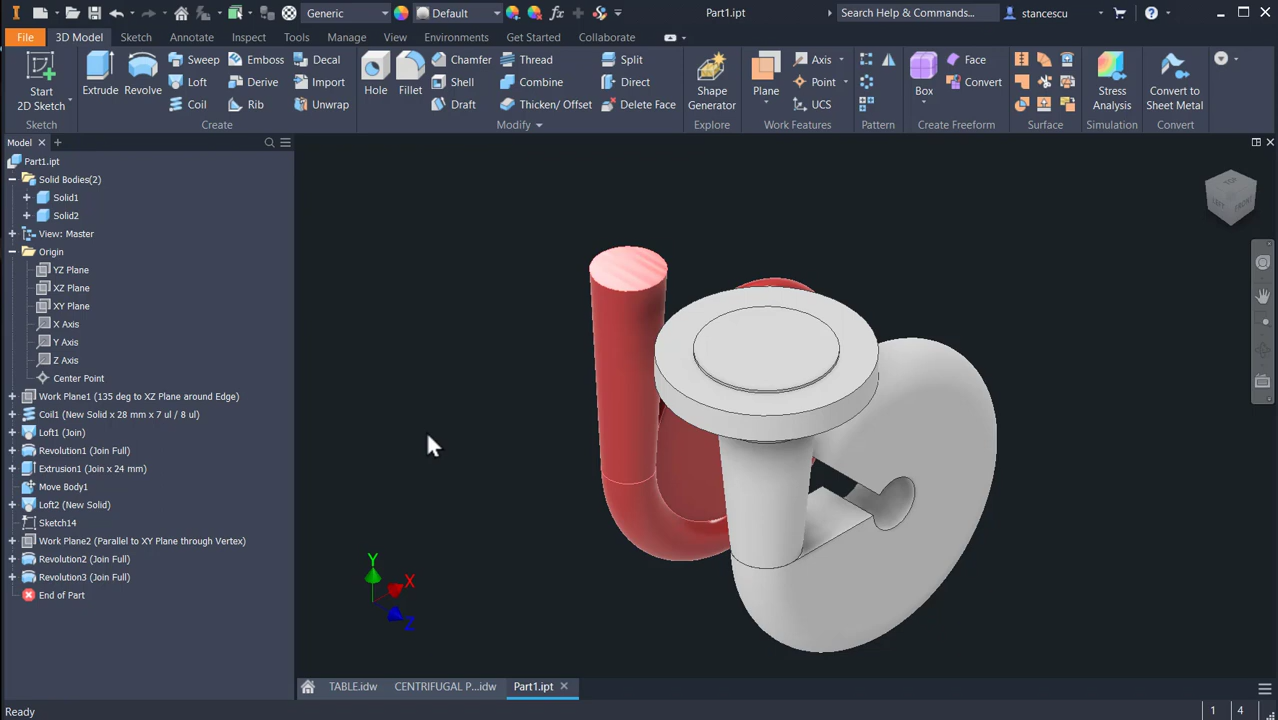 Generic
Default
Part1.ipt
Search Help & Commands...
stancescu
File
3D Model
Sketch
Annotate
Inspect
Tools
Manage
View
Environments
Get Started
Collaborate
Start
2D Sketch
Extrude
Revolve
Sweep
Emboss
Decal
Loft
Derive
Import
Coil
Rib
Unwrap
Hole
Fillet
Chamfer
Thread
Split
Shell
Combine
Direct
Draft
Thicken/ Offset
Delete Face
Shape
Generator
Plane
Axis
Point
UCS
Box
Face
Convert
Stress
Analysis
Convert to
Sheet Metal
Sketch
Create
Modify
Explore
Work Features
Pattern
Create Freeform
Surface
Simulation
Convert
Model
Part1.ipt
Solid Bodies(2)
Solid1
Solid2
View: Master
Origin
YZ Plane
XZ Plane
XY Plane
X Axis
Y Axis
Z Axis
Center Point
Work Plane1 (135 deg to XZ Plane around Edge)
Coil1 (New Solid x 28 mm x 7 ul / 8 ul)
Loft1 (Join)
Revolution1 (Join Full)
Extrusion1 (Join x 24 mm)
Move Body1
Loft2 (New Solid)
Sketch14
Work Plane2 (Parallel to XY Plane through Vertex)
Revolution2 (Join Full)
Revolution3 (Join Full)
End of Part
TOP
LEFT
FRONT
Y
X
Z
TABLE.idw
CENTRIFUGAL P...idw
Part1.ipt
Ready
1
4